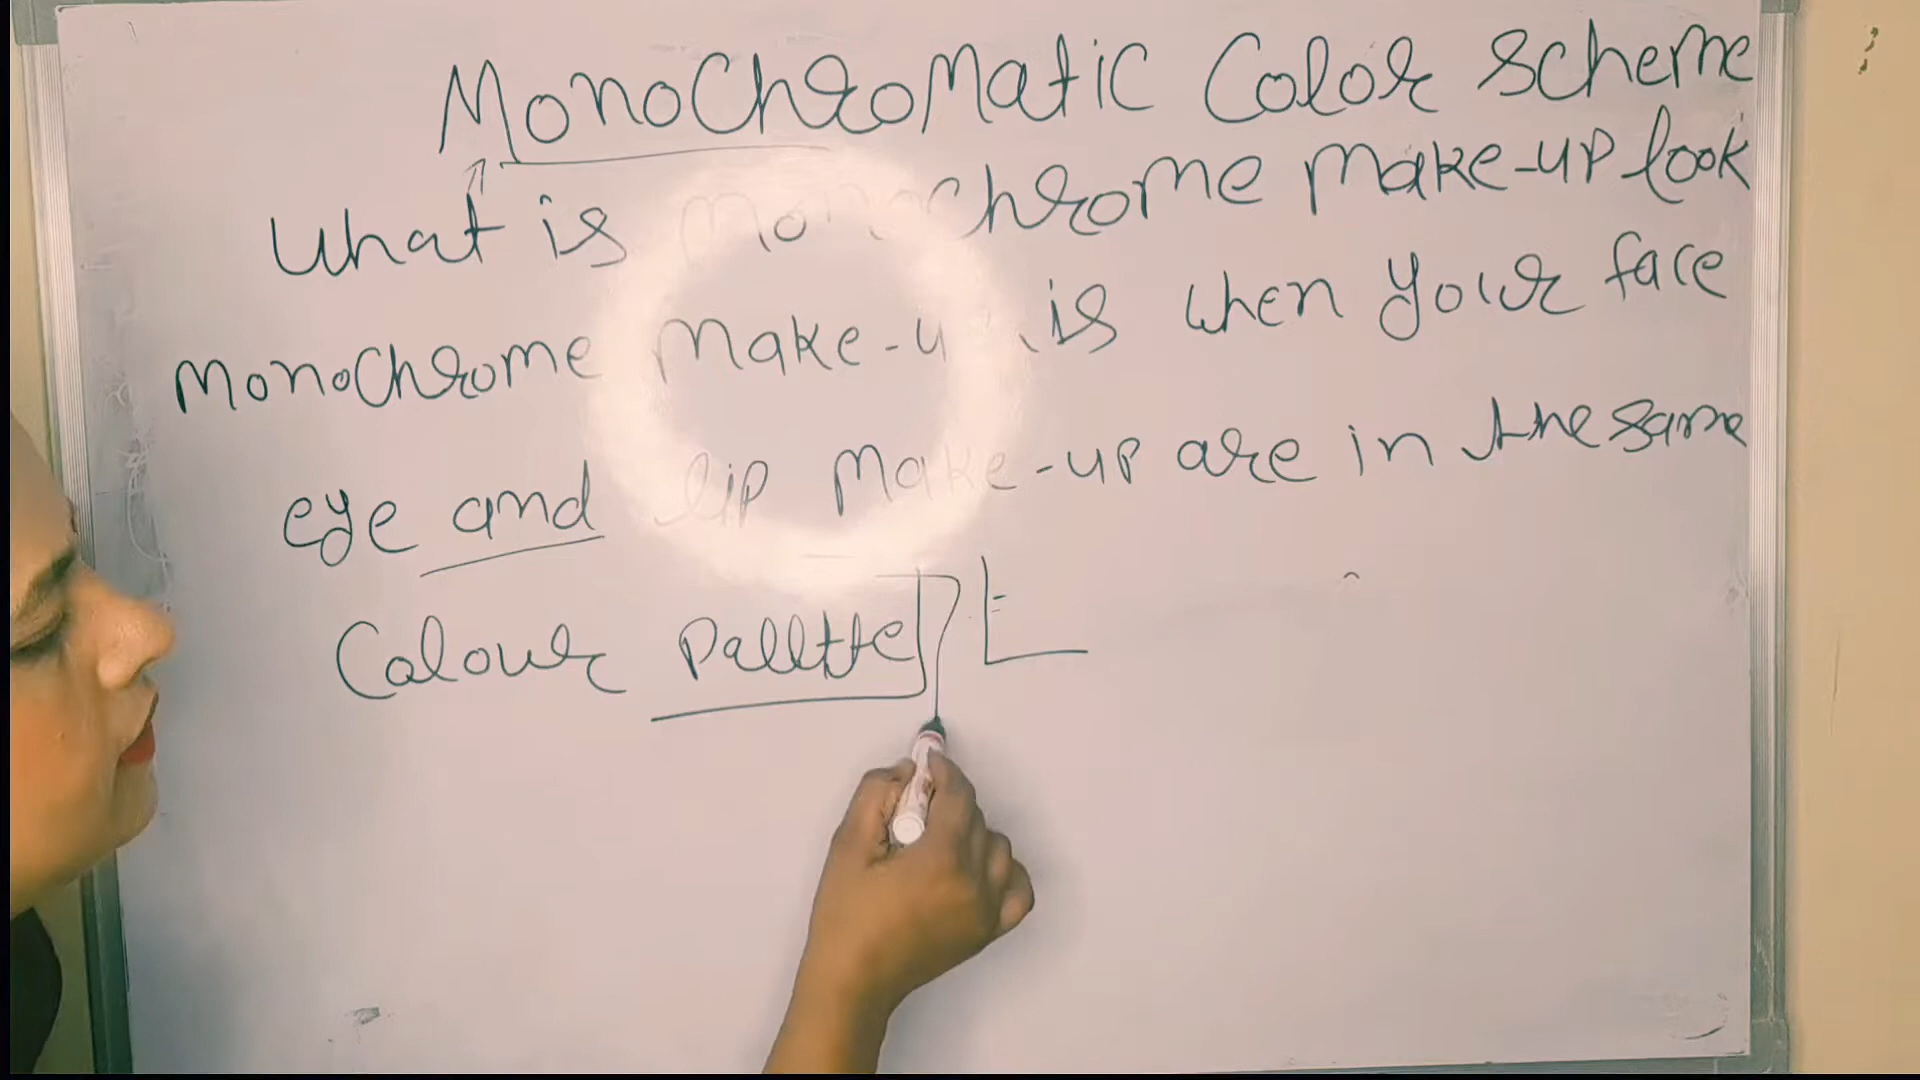 MonoChromatic Color Scheme
What is monochrome make-up look
monoChrome make-up is when your face
eye and lip make-up are in the same
Colour palltte